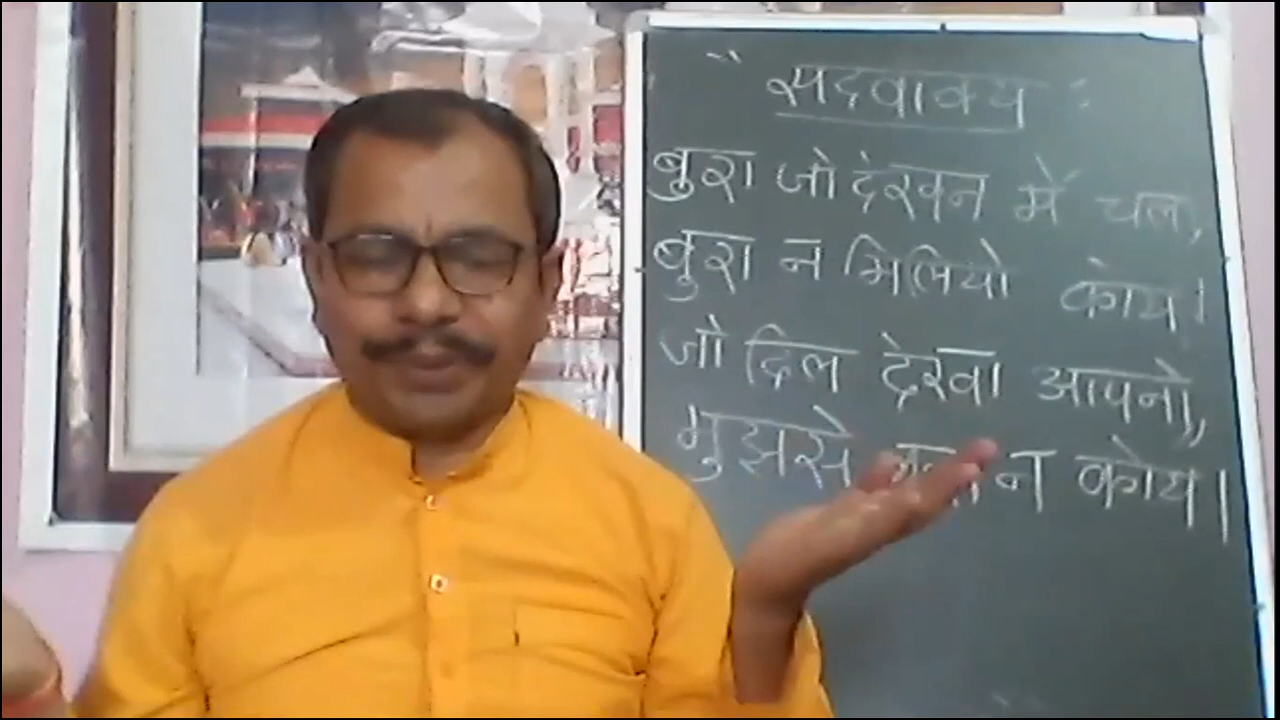 " सदवाक्य :
बुरा जो देखन में चला,
बुरा न मिलियो कोय।
जो दिल देखा आपनो,
मुझसे न कोय।